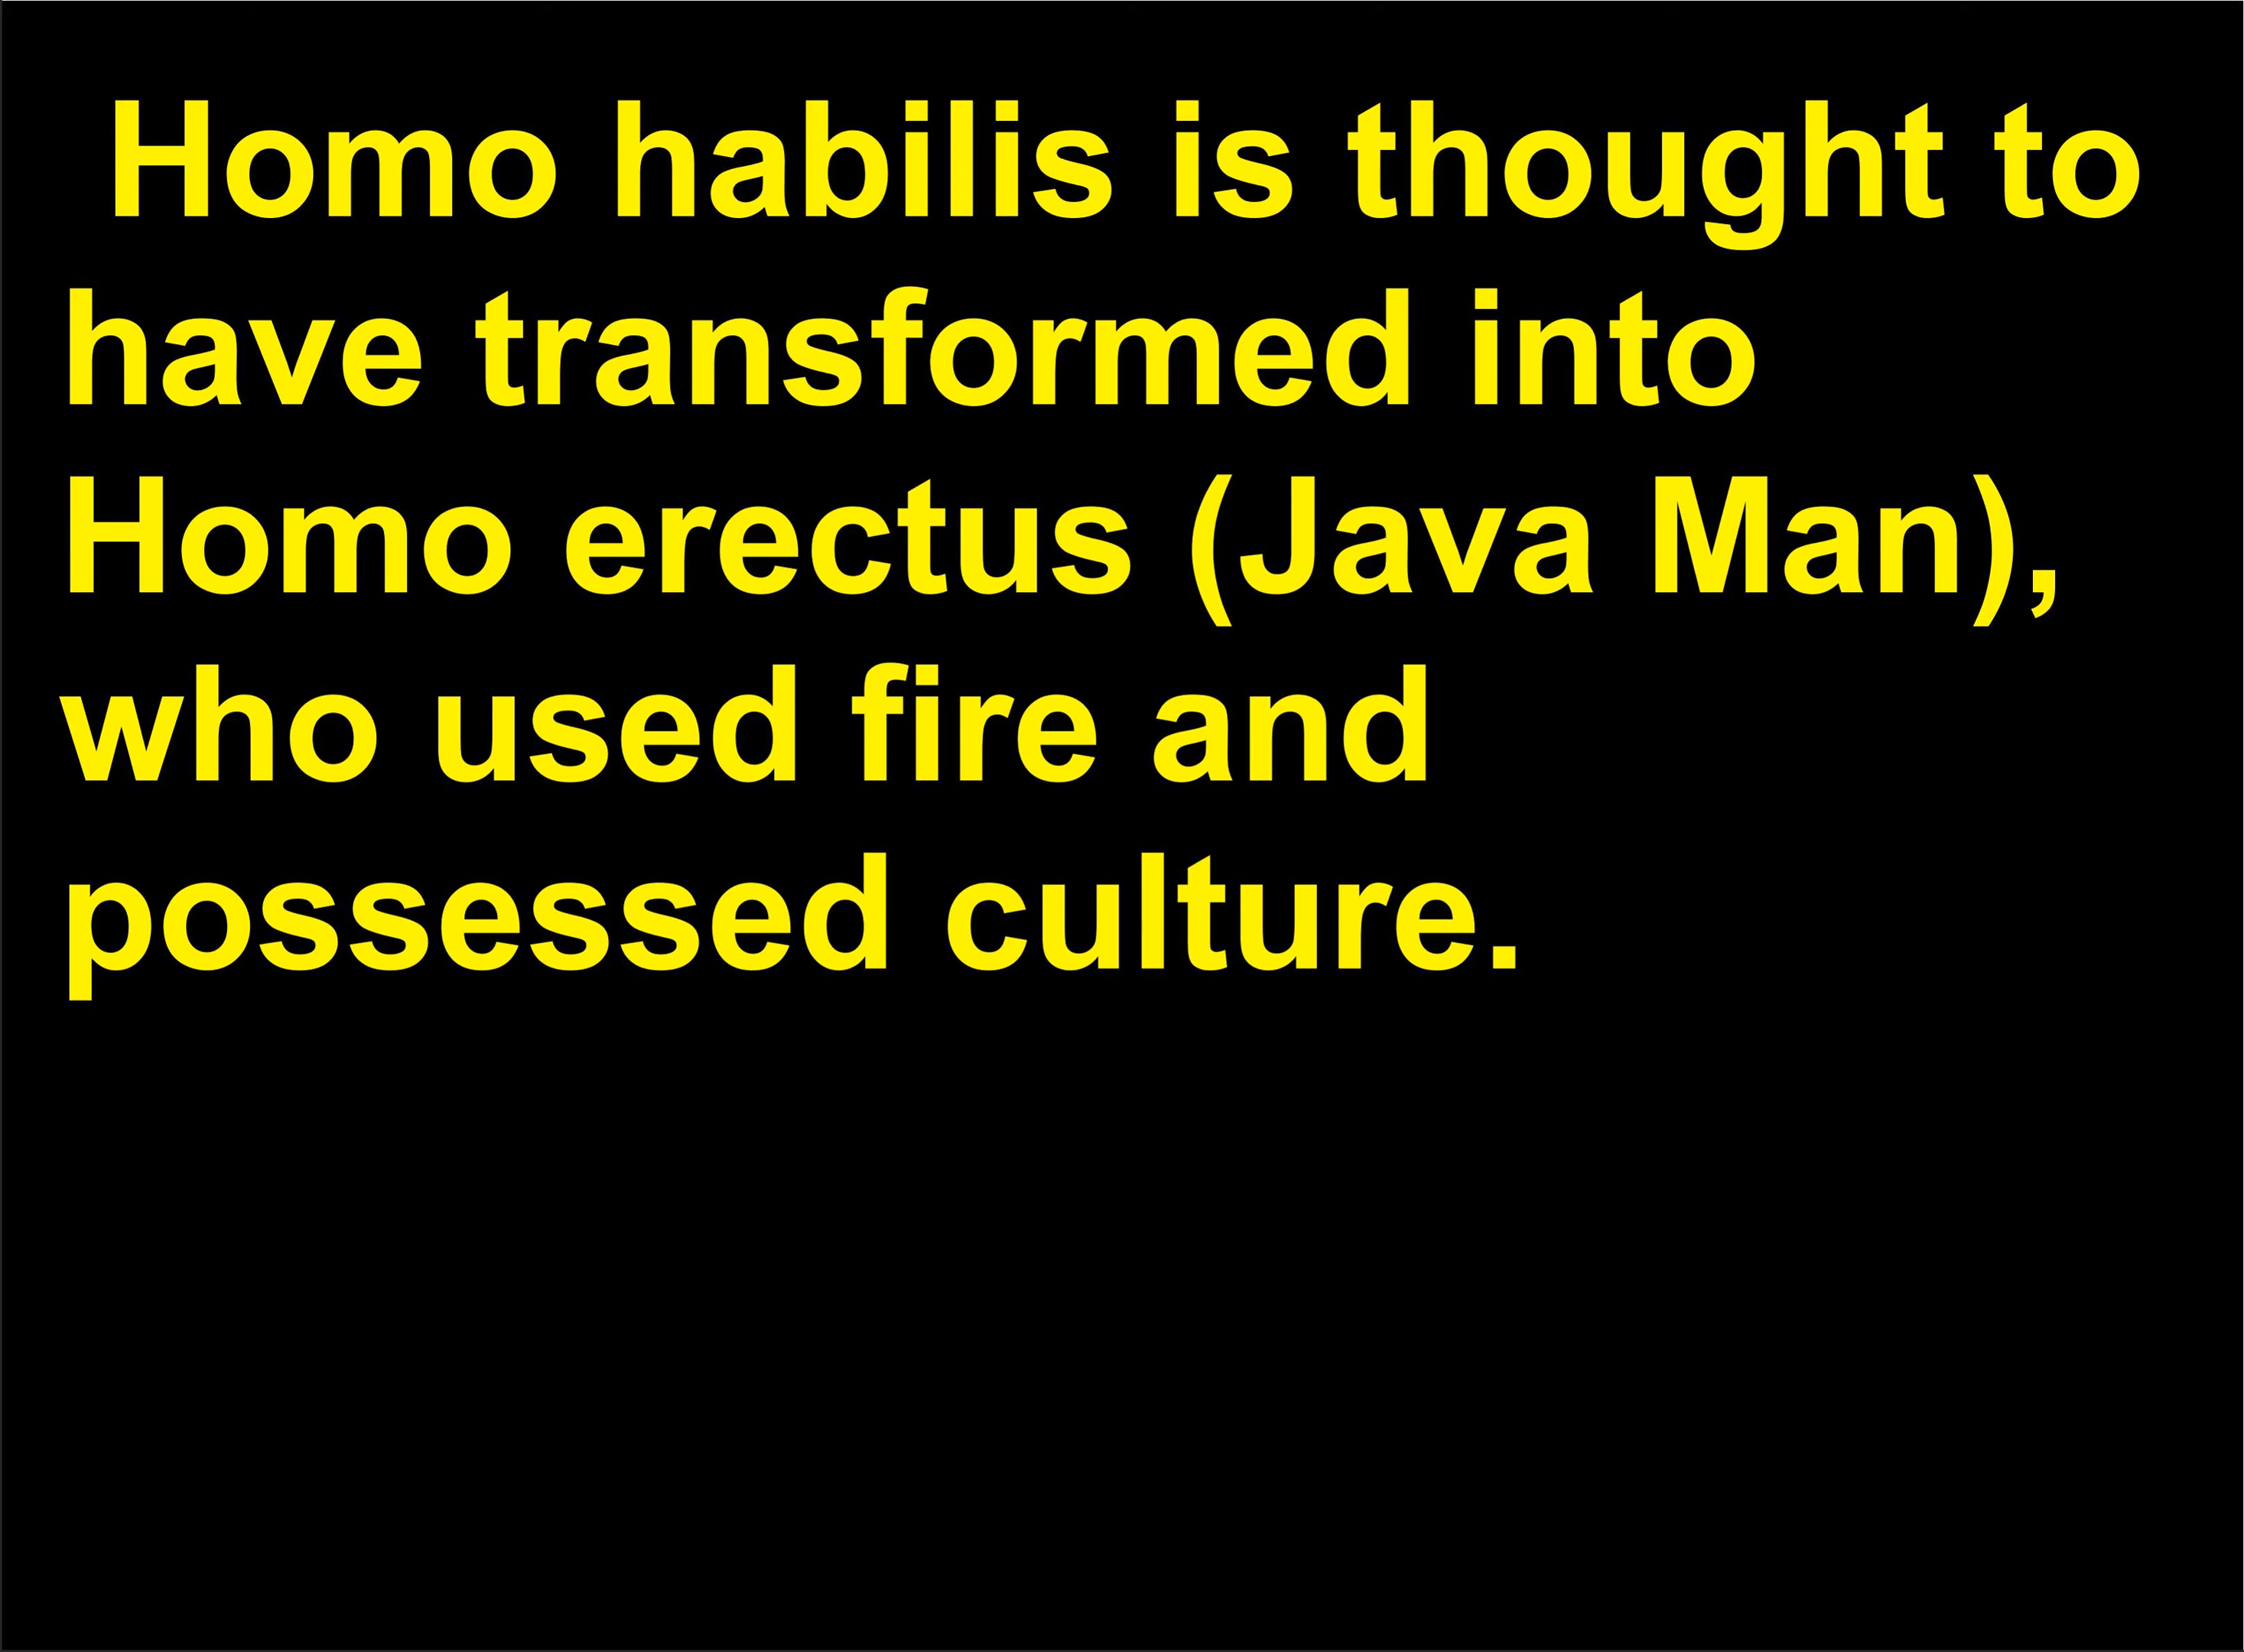 Homo habilis is thought to
have transformed into
Homo erectus (Java Man),
who used fire and
possessed culture.